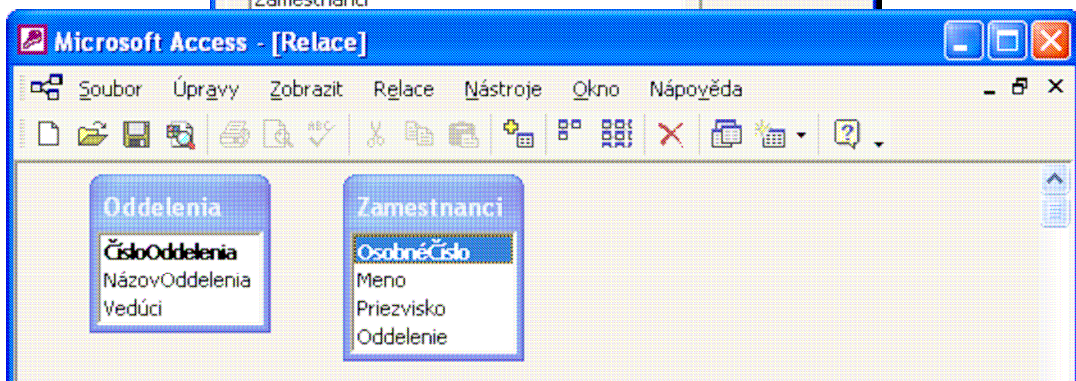 Zamestnanci
Microsoft Access - [Relace]
Soubor Úpravy Zobrazit Relace Nástroje Okno Nápověda
Oddelenia
ČísloOddelenia
NázovOddelenia
Vedúci
Zamestnanci
OsobnéČíslo
Meno
Priezvisko
Oddelenie